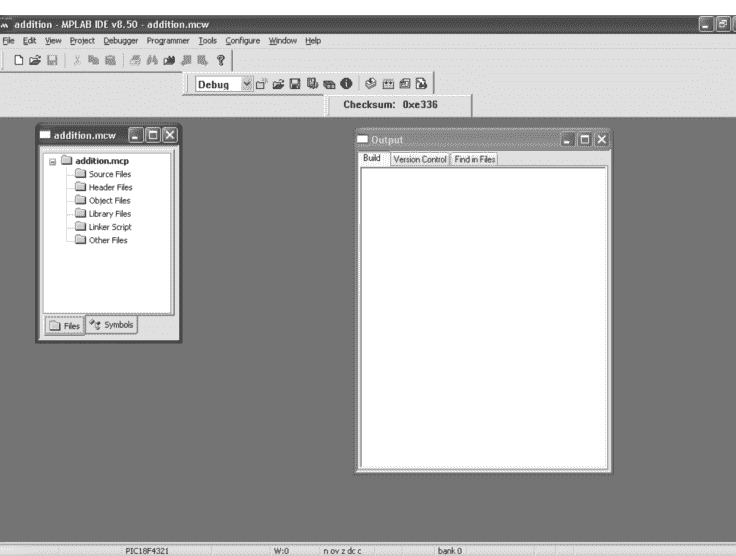 addition - MPLAB IDE v8.50 - addition.mcw
File Edit View Project Debugger Programmer Tools Configure Window Help
Debug
Checksum: 0xe336
addition.mcw
addition.mcp
Source Files
Header Files
Object Files
Library Files
Linker Script
Other Files
Files Symbols
Output
Build Version Control Find in Files
PIC18F4321 W:0 n ov z dc c bank 0